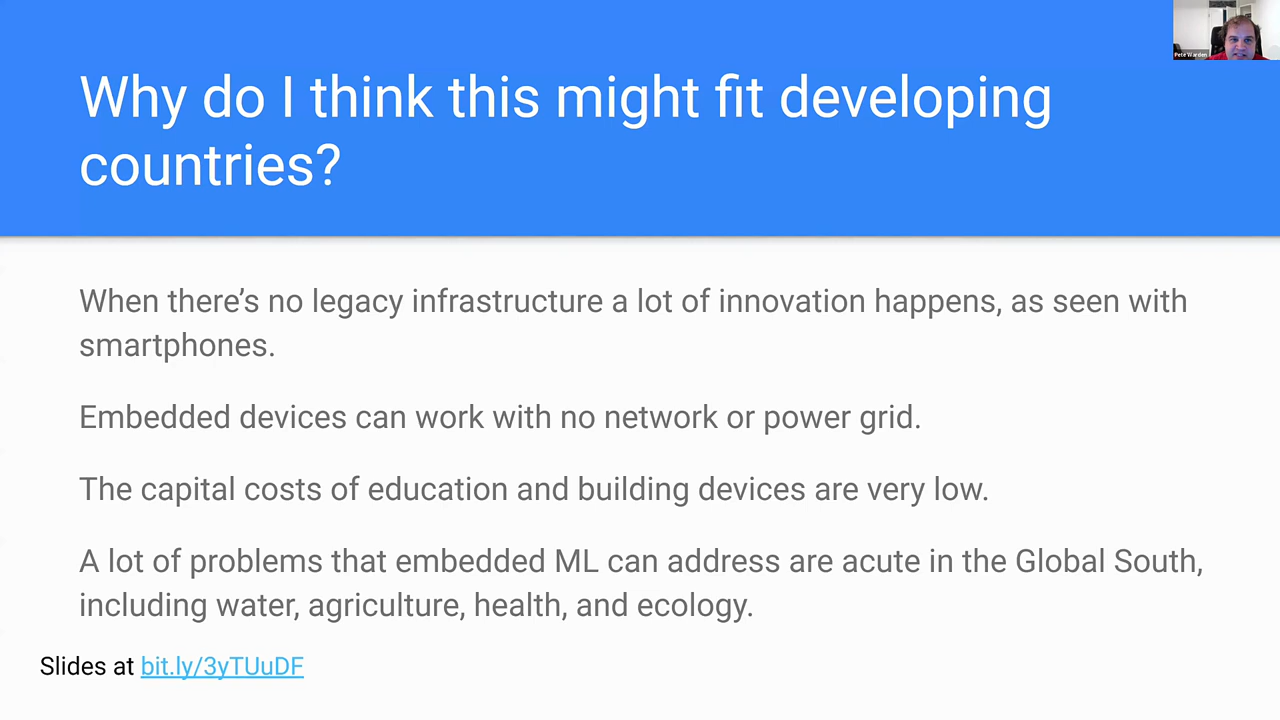 Pete Warden
Why do I think this might fit developing
countries?
When there’s no legacy infrastructure a lot of innovation happens, as seen with
smartphones.
Embedded devices can work with no network or power grid.
The capital costs of education and building devices are very low.
A lot of problems that embedded ML can address are acute in the Global South,
including water, agriculture, health, and ecology.
Slides at bit.ly/3yTUuDF